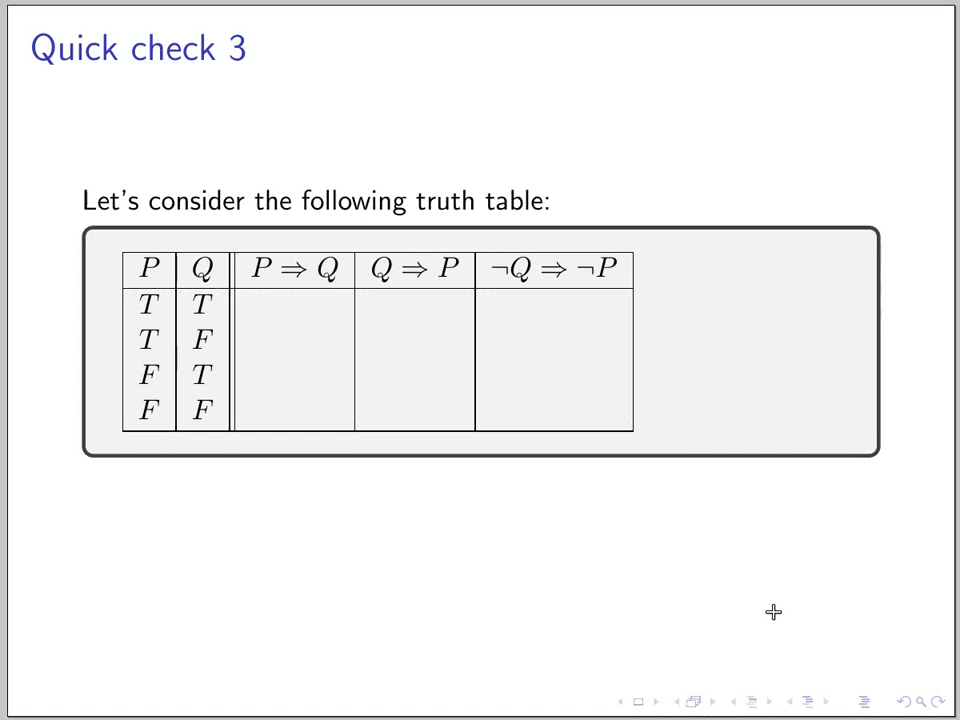 Quick check 3
Let's consider the following truth table:
P Q P ⇒ Q Q ⇒ P ¬Q ⇒ ¬P
T T
T F
F T
F F